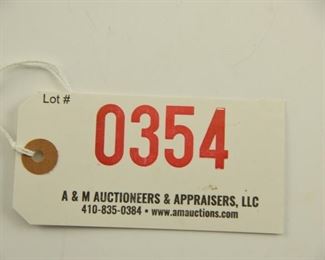 Lot #
0354
A & M AUCTIONEERS & APPRAISERS, LLC
410-835-0384 • www.amauctions.com